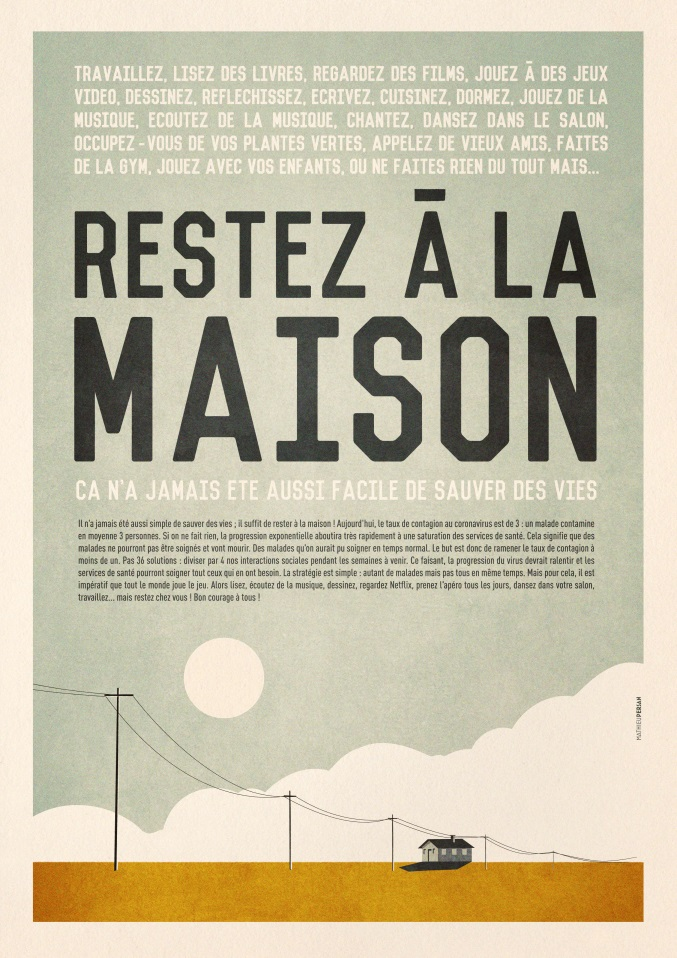 TRAVAILLEZ, LISEZ DES LIVRES, REGARDEZ DES FILMS, JOUEZ Ā DES JEUX
VIDEO, DESSINEZ, REFLECHISSEZ, ECRIVEZ, CUISINEZ, DORMEZ, JOUEZ DE LA
MUSIQUE, ECOUTEZ DE LA MUSIQUE, CHANTEZ, DANSEZ DANS LE SALON,
OCCUPEZ-VOUS DE VOS PLANTES VERTES, APPELEZ DE VIEUX AMIS, FAITES
DE LA GYM, JOUEZ AVEC VOS ENFANTS, OU NE FAITES RIEN DU TOUT MAIS...
RESTEZ Ā LA
MAISON
CA N'A JAMAIS ETE AUSSI FACILE DE SAUVER DES VIES
Il n'a jamais été aussi simple de sauver des vies ; il suffit de rester à la maison ! Aujourd'hui, le taux de contagion au coronavirus est de 3 : un malade contamine
en moyenne 3 personnes. Si on ne fait rien, la progression exponentielle aboutira très rapidement à une saturation des services de santé. Cela signifie que des
malades ne pourront pas être soignés et vont mourir. Des malades qu'on aurait pu soigner en temps normal. Le but est donc de ramener le taux de contagion à
moins de un. Pas 36 solutions : diviser par 4 nos interactions sociales pendant les semaines à venir. Ce faisant, la progression du virus devrait ralentir et les
services de santé pourront soigner tout ceux qui en ont besoin. La stratégie est simple : autant de malades mais pas tous en même temps. Mais pour cela, il est
impératif que tout le monde joue le jeu. Alors lisez, écoutez de la musique, dessinez, regardez Netflix, prenez l'apéro tous les jours, dansez dans votre salon,
travaillez... mais restez chez vous ! Bon courage à tous !
MATHIEUPERSAN